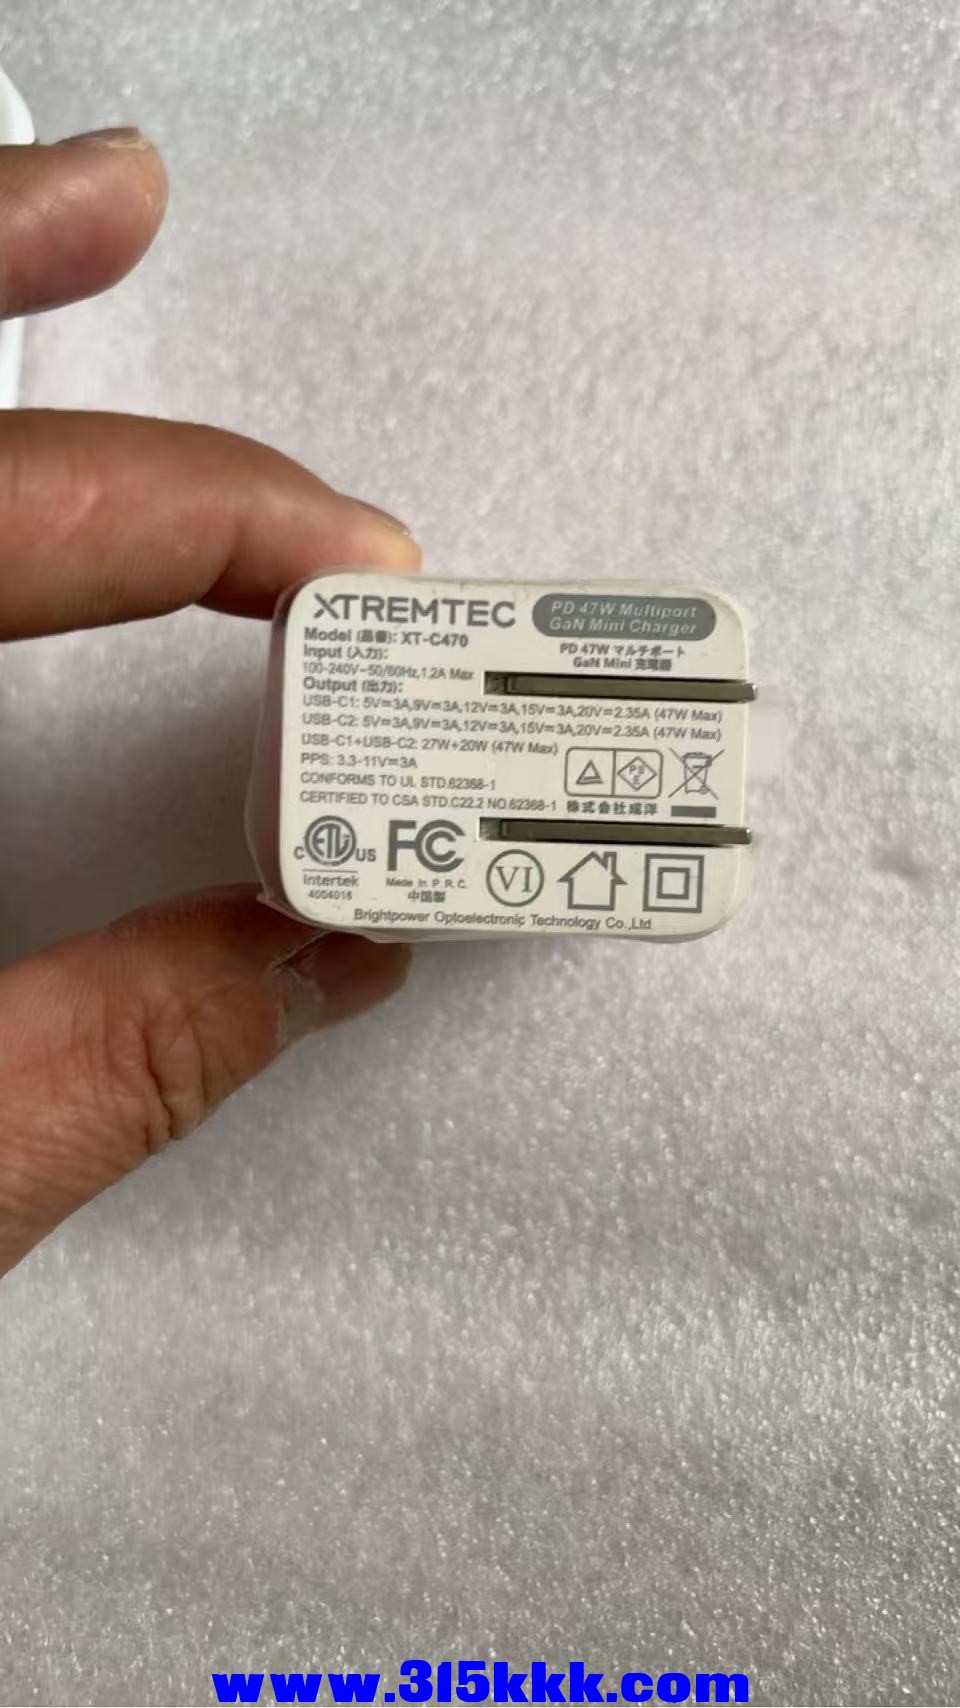 XTREMTEC
PD 47W Multiport
GaN Mini Charger
Model (品番): XT-C470
PD 47W マルチポート
GaN Mini 充電器
Input (入力):
100-240V~50/60Hz,1.2A Max
Output (出力):
USB-C1: 5V=3A,9V=3A,12V=3A,15V=3A,20V=2.35A (47W Max)
USB-C2: 5V=3A,9V=3A,12V=3A,15V=3A,20V=2.35A (47W Max)
USB-C1+USB-C2: 27W+20W (47W Max)
PPS: 3.3-11V=3A
CONFORMS TO UL STD.62368-1
CERTIFIED TO CSA STD.C22.2 NO.62368-1
PS
E
株式会社成洋
C ETL US
Intertek
4004016
FC
Made in P.R.C.
中国製
VI
Brightpower Optoelectronic Technology Co.,Ltd
www.315kkk.com